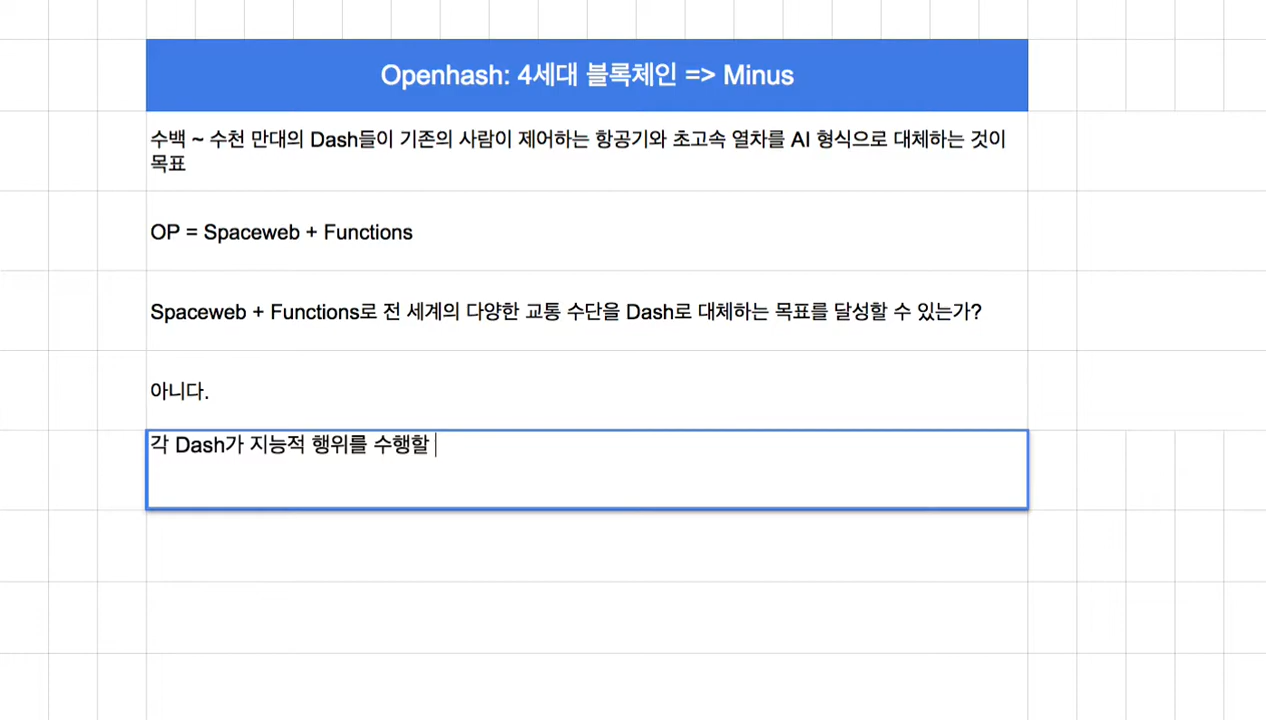 Openhash: 4세대 블록체인 => Minus
수백 ~ 수천 만대의 Dash들이 기존의 사람이 제어하는 항공기와 초고속 열차를 AI 형식으로 대체하는 것이
목표
OP = Spaceweb + Functions
Spaceweb + Functions로 전 세계의 다양한 교통 수단을 Dash로 대체하는 목표를 달성할 수 있는가?
아니다.
각 Dash가 지능적 행위를 수행할